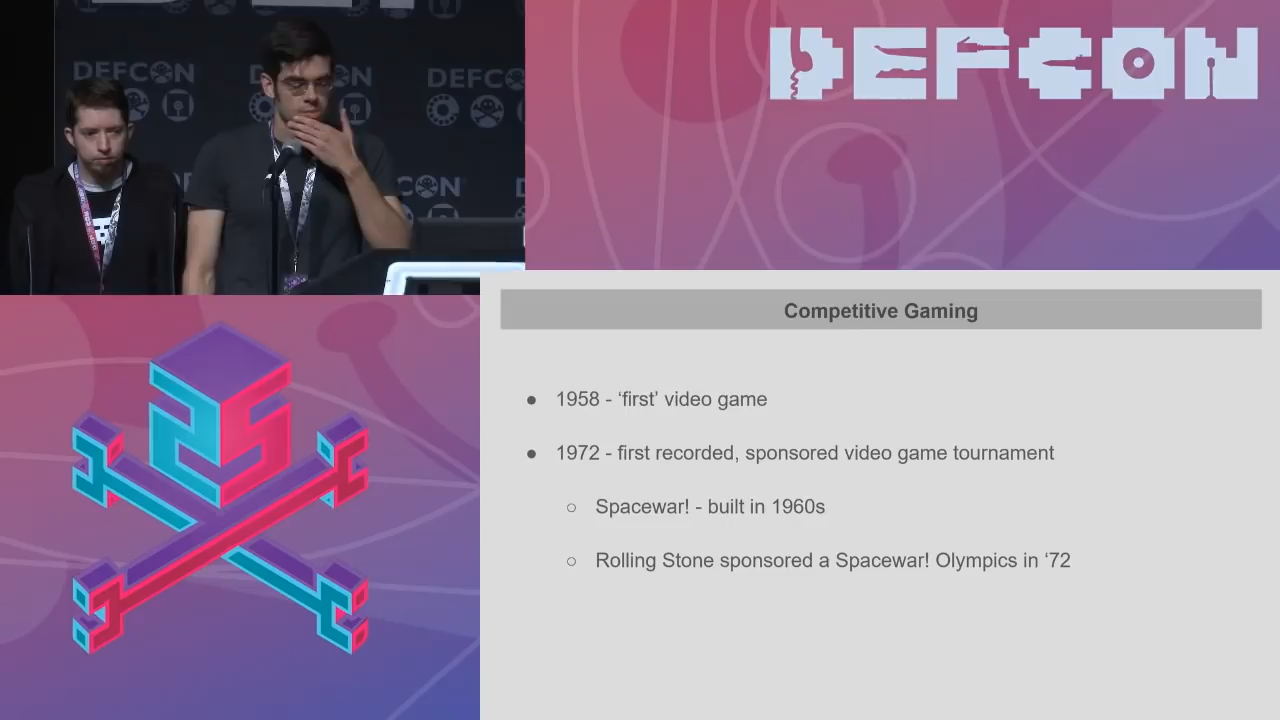 DEFCON
DEFCON
DEFCON
DEFCON
CON
Competitive Gaming
● 1958 - ‘first’ video game
● 1972 - first recorded, sponsored video game tournament
○ Spacewar! - built in 1960s
○ Rolling Stone sponsored a Spacewar! Olympics in ‘72